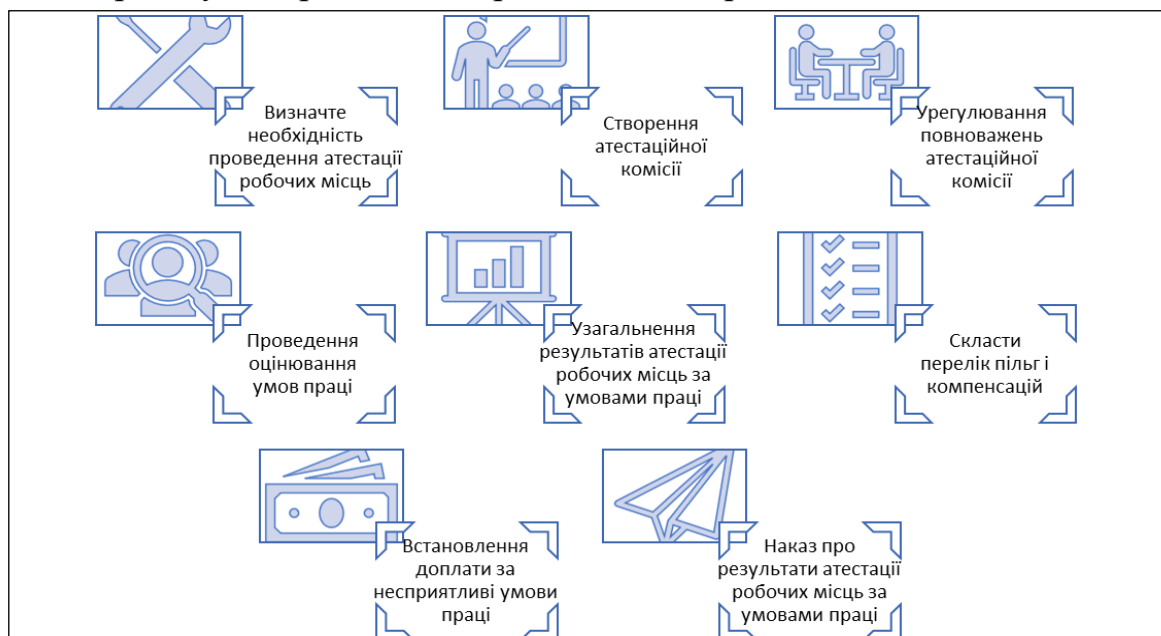 Визначте
необхідність
проведення атестації
робочих місць
Створення
атестаційної
комісії
Урегулювання
повноважень
атестаційної
комісії
Проведення
оцінювання
умов праці
Узагальнення
результатів атестації
робочих місць за
умовами праці
Скласти
перелік пільг і
компенсацій
Встановлення
доплати за
несприятливі умови
праці
Наказ про
результати атестації
робочих місць за
умовами праці